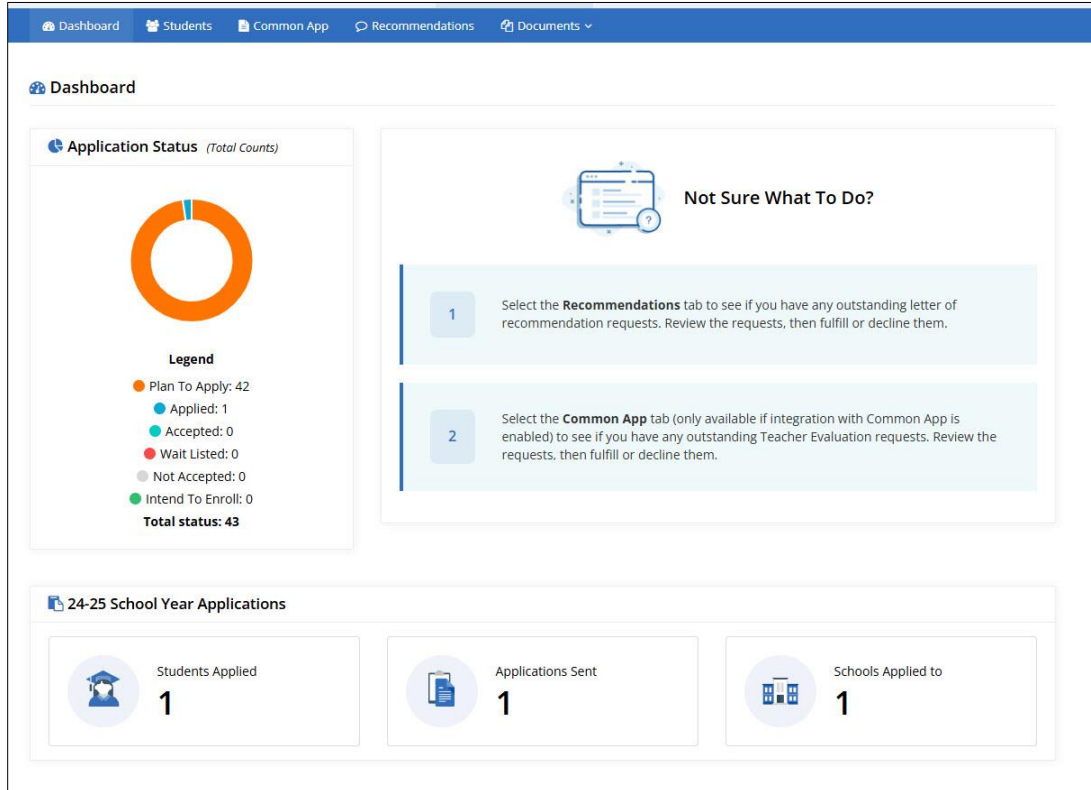 Dashboard Students Common App Recommendations Documents
Dashboard
Application Status (Total Counts)
Legend
Plan To Apply: 42
Applied: 1
Accepted: 0
Wait Listed: 0
Not Accepted: 0
Intend To Enroll: 0
Total status: 43
Not Sure What To Do?
?
1
Select the Recommendations tab to see if you have any outstanding letter of
recommendation requests. Review the requests, then fulfill or decline them.
2
Select the Common App tab (only available if integration with Common App is
enabled) to see if you have any outstanding Teacher Evaluation requests. Review the
requests, then fulfill or decline them.
24-25 School Year Applications
Students Applied
1
Applications Sent
1
Schools Applied to
1